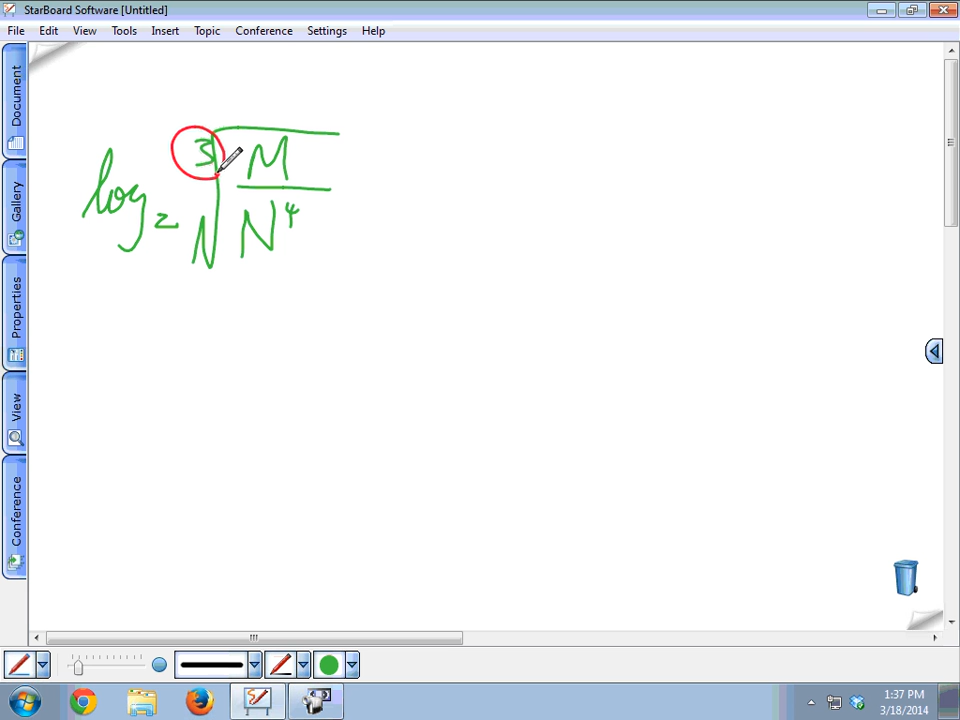 StarBoard Software [Untitled]
File Edit View Tools Insert Topic Conference Settings Help
Document
Gallery
Properties
View
Conference
log₂ ∛(M/N⁴)
1:37 PM
3/18/2014